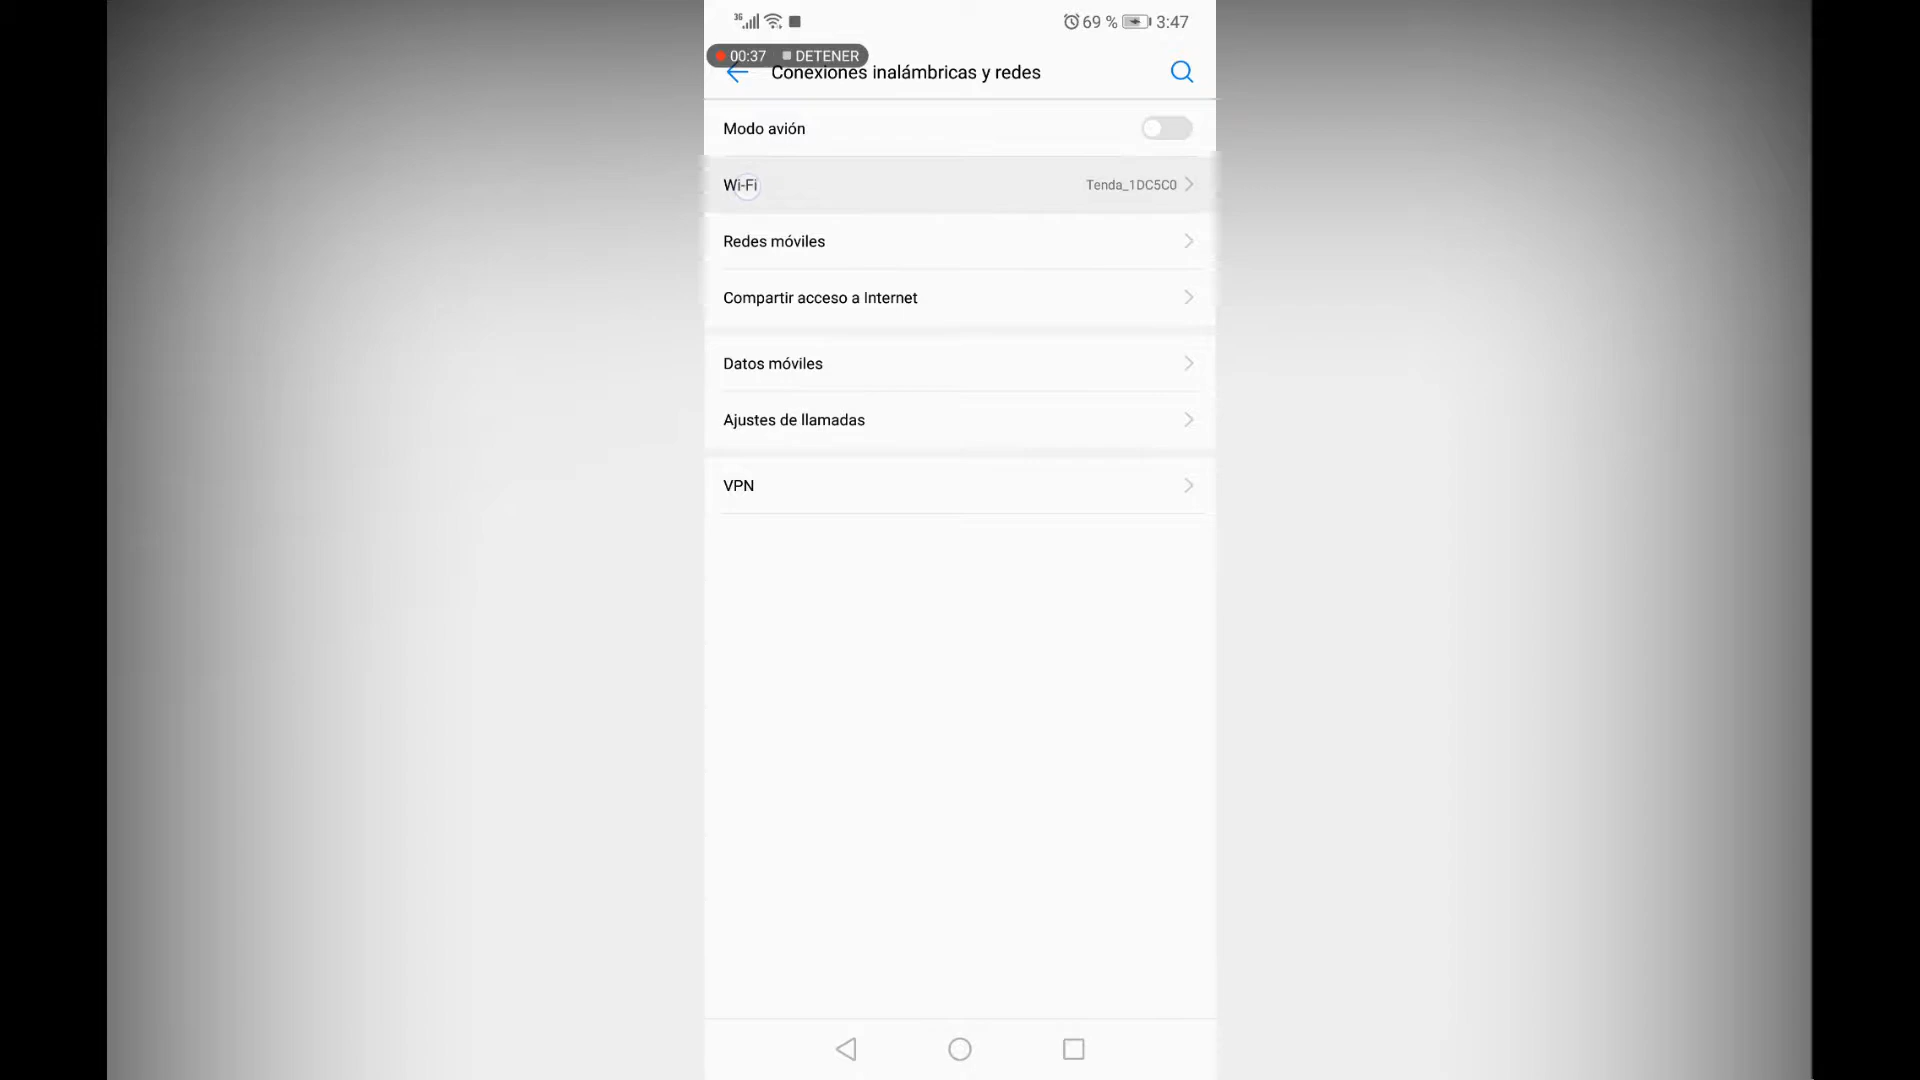 3G 69 % 3:47
00:37 DETENER
Conexiones inalámbricas y redes
Modo avión
Wi-Fi Tenda_1DC5C0
Redes móviles
Compartir acceso a Internet
Datos móviles
Ajustes de llamadas
VPN